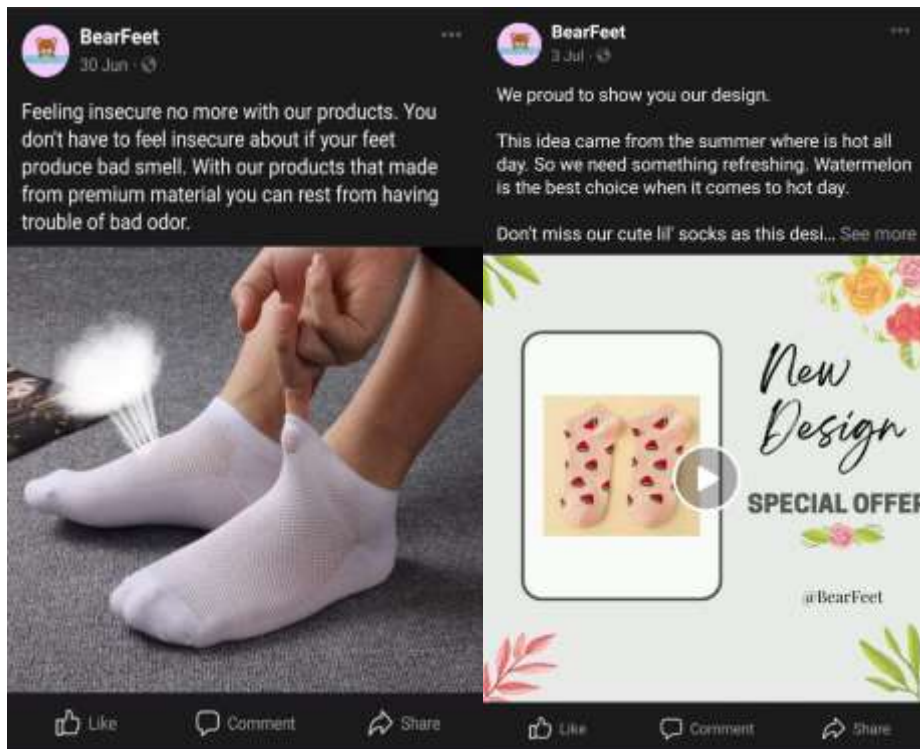 BearFeet
30 Jun ·
Feeling insecure no more with our products. You
don't have to feel insecure about if your feet
produce bad smell. With our products that made
from premium material you can rest from having
trouble of bad odor.
Like
Comment
Share
BearFeet
3 Jul ·
We proud to show you our design.
This idea came from the summer where is hot all
day. So we need something refreshing. Watermelon
is the best choice when it comes to hot day.
Don't miss our cute lil' socks as this desi... See more
New
Design
SPECIAL OFFER
@BearFeet
Like
Comment
Share